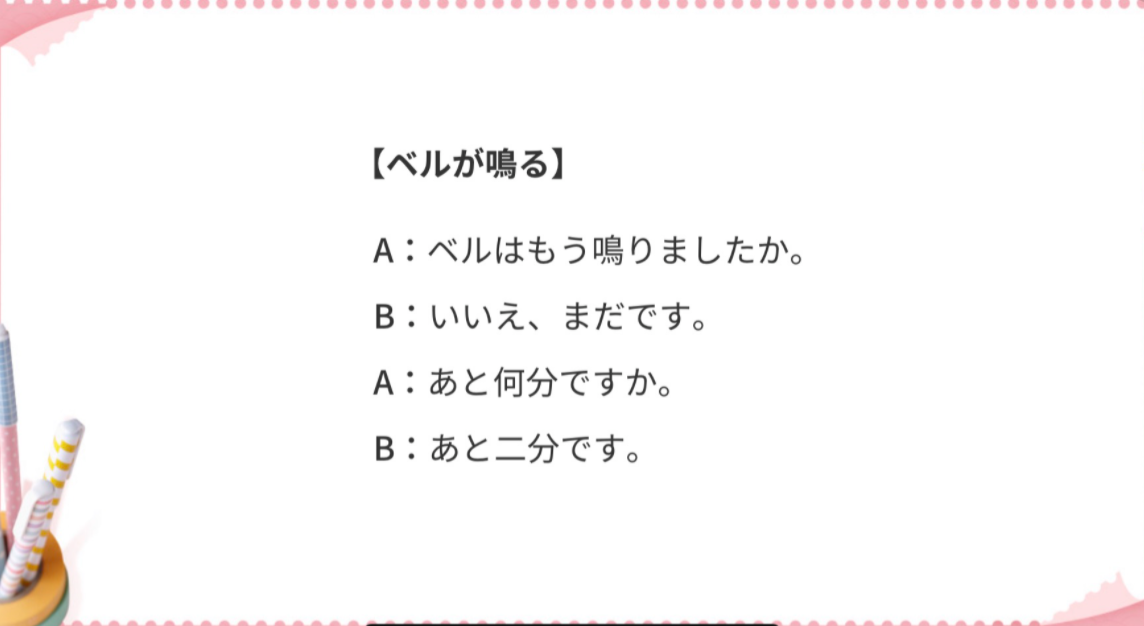 【ベルが鳴る】
A：ベルはもう鳴りましたか。
B：いいえ、まだです。
A：あと何分ですか。
B：あと二分です。